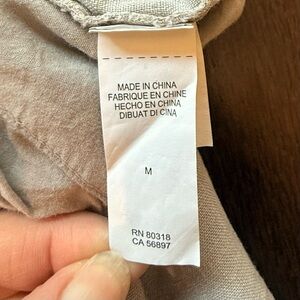 MADE IN CHINA
FABRIQUE EN CHINE
HECHO EN CHINA
DIBUAT DI CINA
M
RN 80318
CA 56897